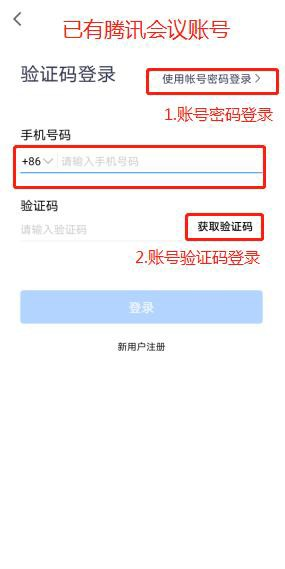 已有腾讯会议账号
验证码登录
使用帐号密码登录
1.账号密码登录
手机号码
+86 请输入手机号码
验证码
请输入验证码 获取验证码
2.账号验证码登录
登录
新用户注册